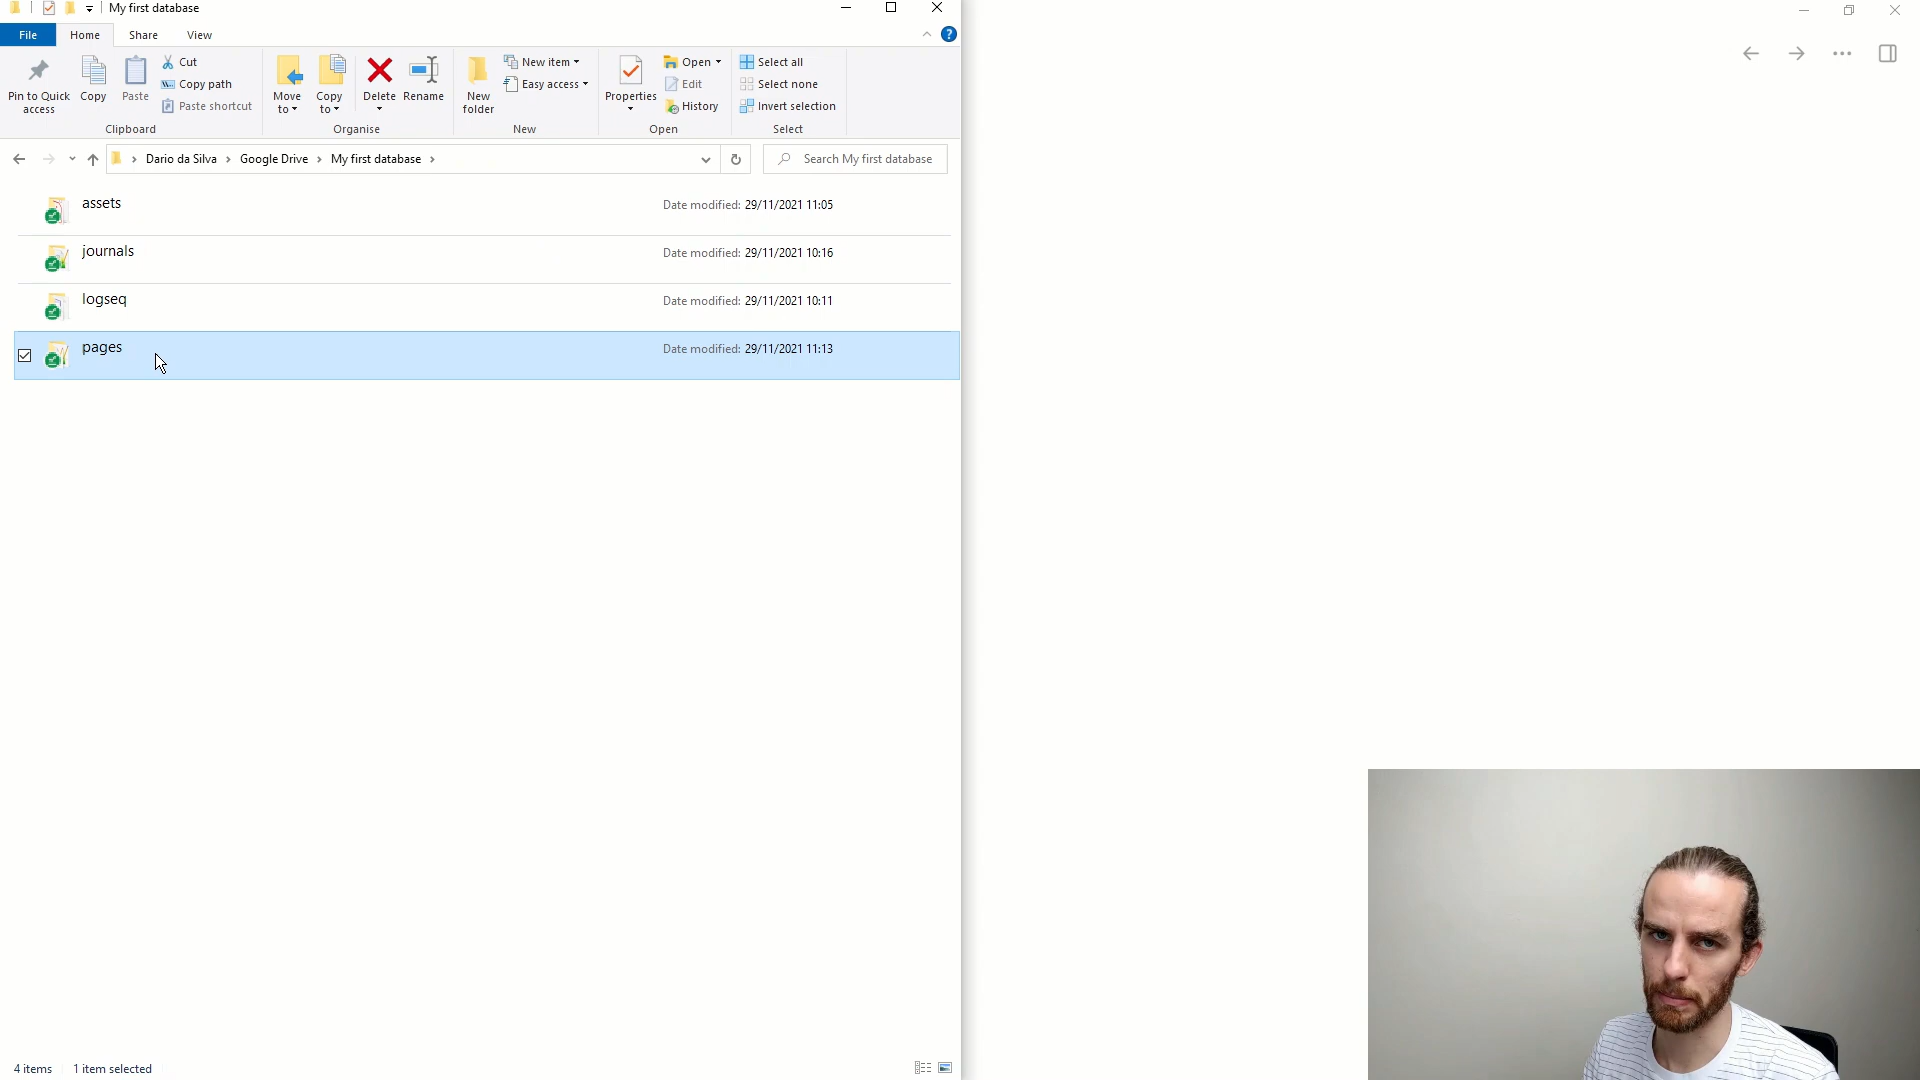 My first database
File Home Share View
Pin to Quick access
Copy
Paste
Cut
Copy path
Paste shortcut
Clipboard
Move to
Copy to
Delete
Rename
Organise
New folder
New item
Easy access
New
Properties
Open
Edit
History
Open
Select all
Select none
Invert selection
Select
Dario da Silva › Google Drive › My first database ›
Search My first database
assets Date modified: 29/11/2021 11:05
journals Date modified: 29/11/2021 10:16
logseq Date modified: 29/11/2021 10:11
pages Date modified: 29/11/2021 11:13
4 items 1 item selected